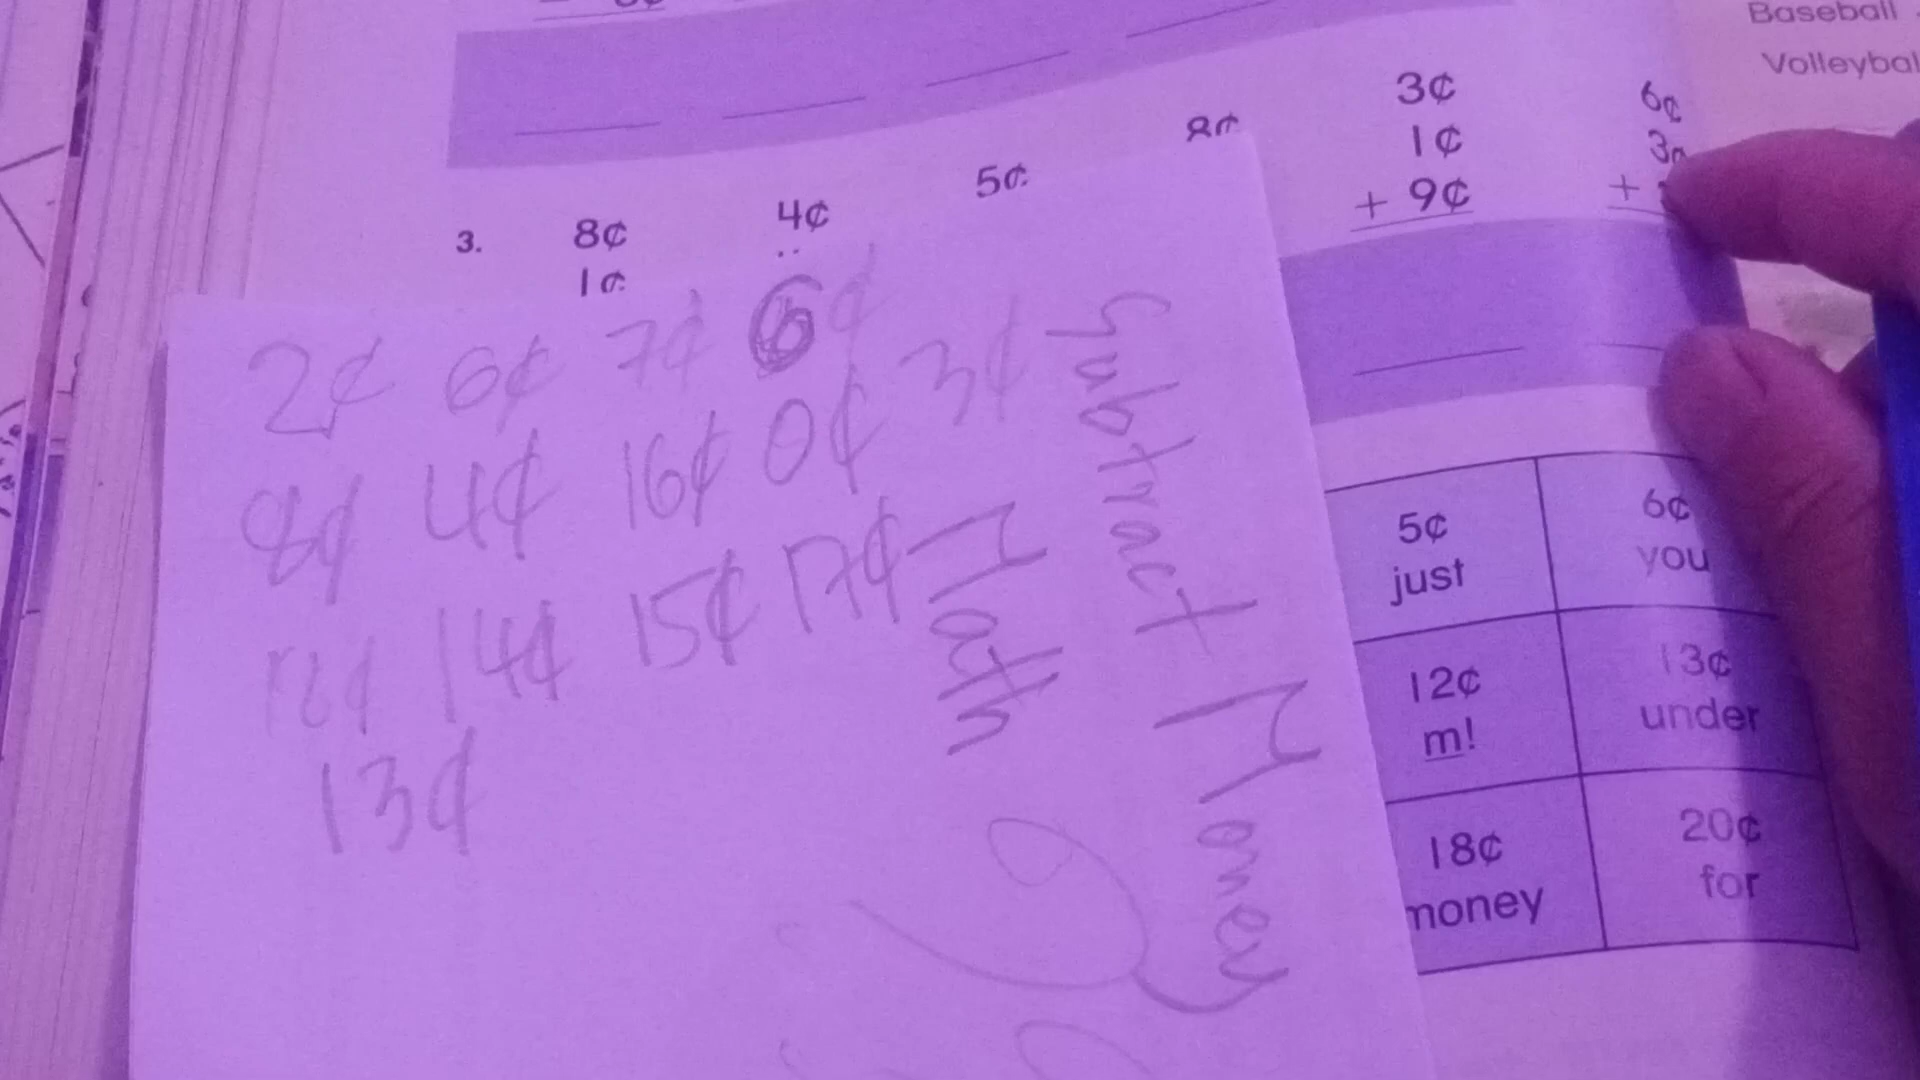 Baseball
Volleybal
3. 8¢ 4¢ 5¢ 8¢ 3¢ 6¢
1¢ 1¢ 3¢
+ 9¢ +
2¢ 6¢ 7¢ 6¢
8¢ 4¢ 16¢ 0¢ 3¢
14¢ 15¢ 17¢
13¢
Subtract Money
Math
5¢ 6¢
just you
12¢ 13¢
m! under
18¢ 20¢
money for